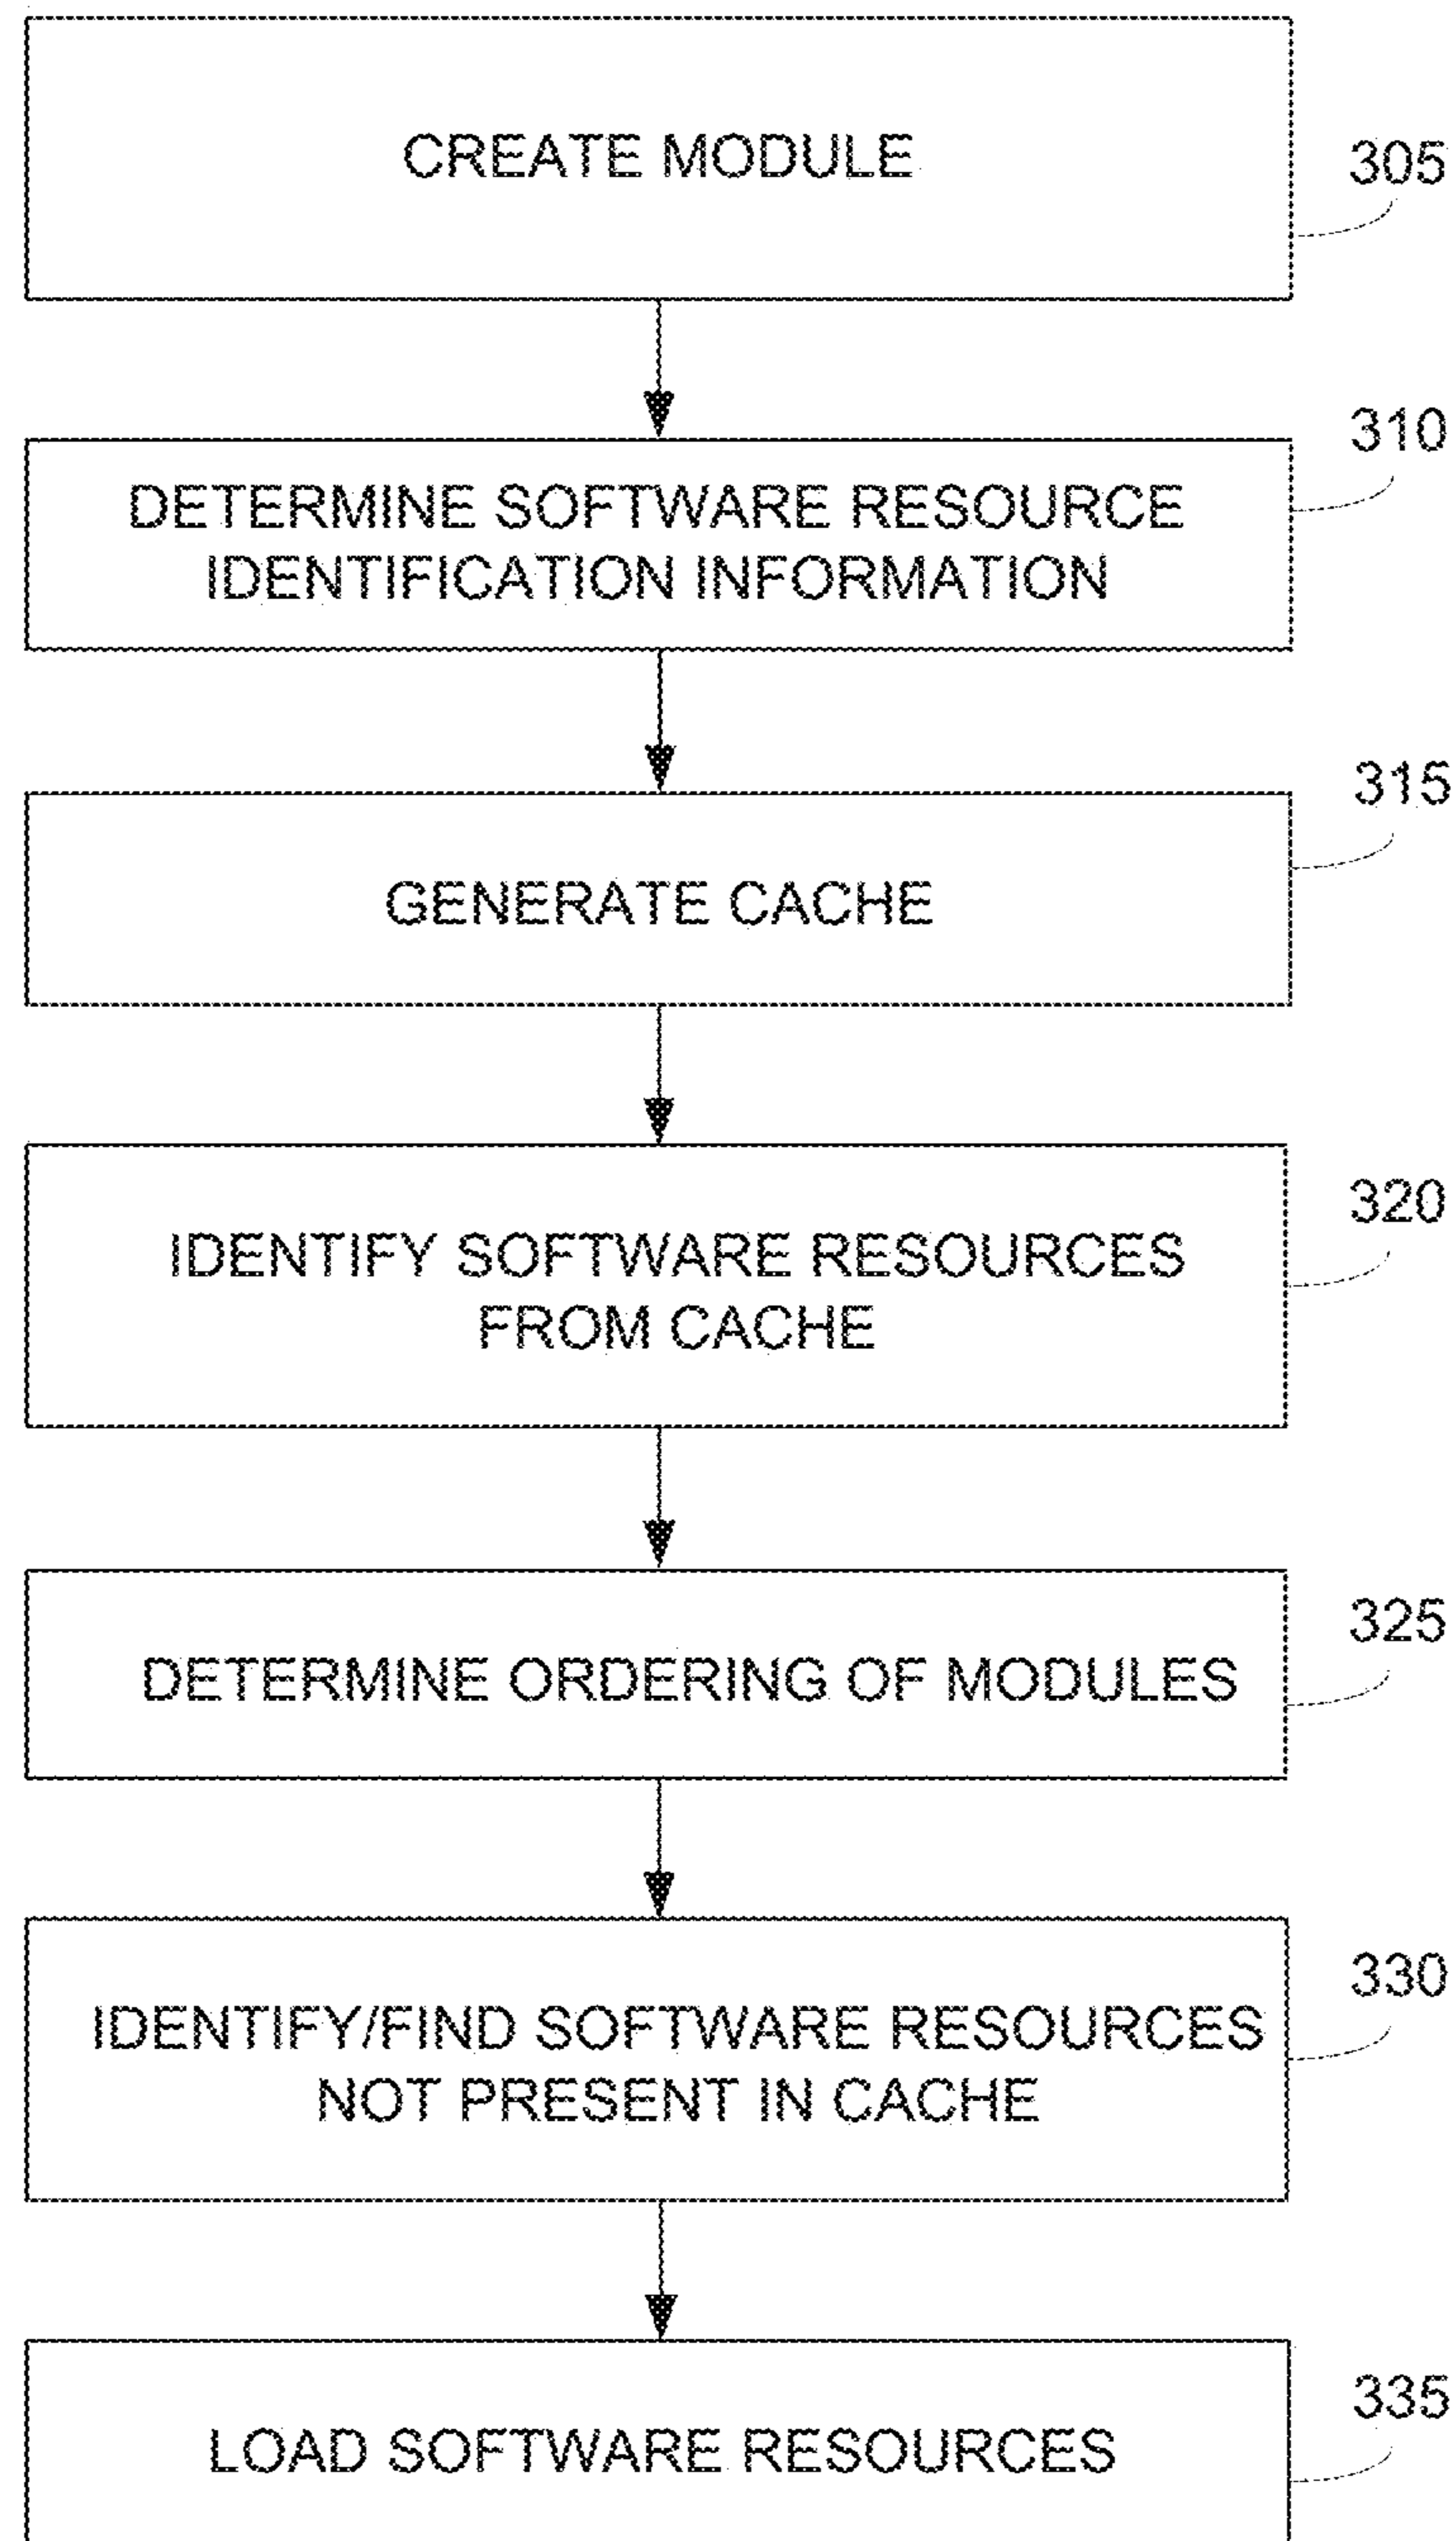 CREATE MODULE
305
310
DETERMINE SOFTWARE RESOURCE
IDENTIFICATION INFORMATION
315
GENERATE CACHE
320
IDENTIFY SOFTWARE RESOURCES
FROM CACHE
325
DETERMINE ORDERING OF MODULES
330
IDENTIFY/FIND SOFTWARE RESOURCES
NOT PRESENT IN CACHE
335
LOAD SOFTWARE RESOURCES